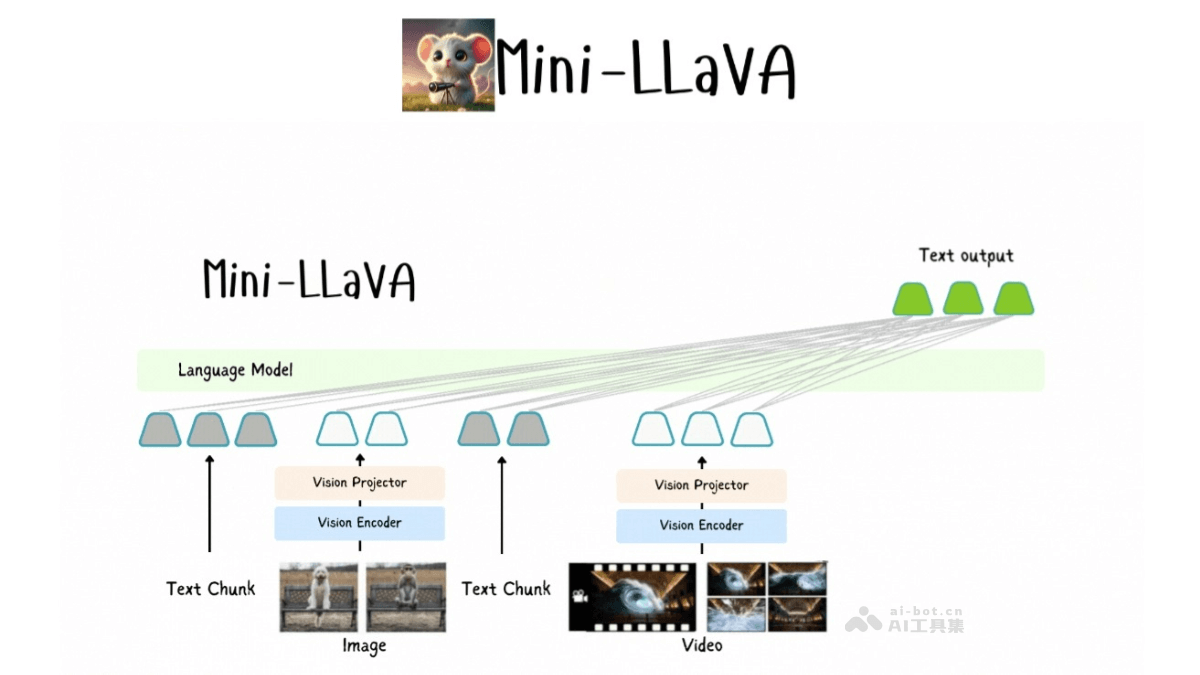 Mini-LLaVA
Mini-LLaVA
Text output
Language Model
Vision Projector
Vision Projector
Vision Encoder
Vision Encoder
Text Chunk
Text Chunk
Image
Video
ai-bot.cn
AI工具集